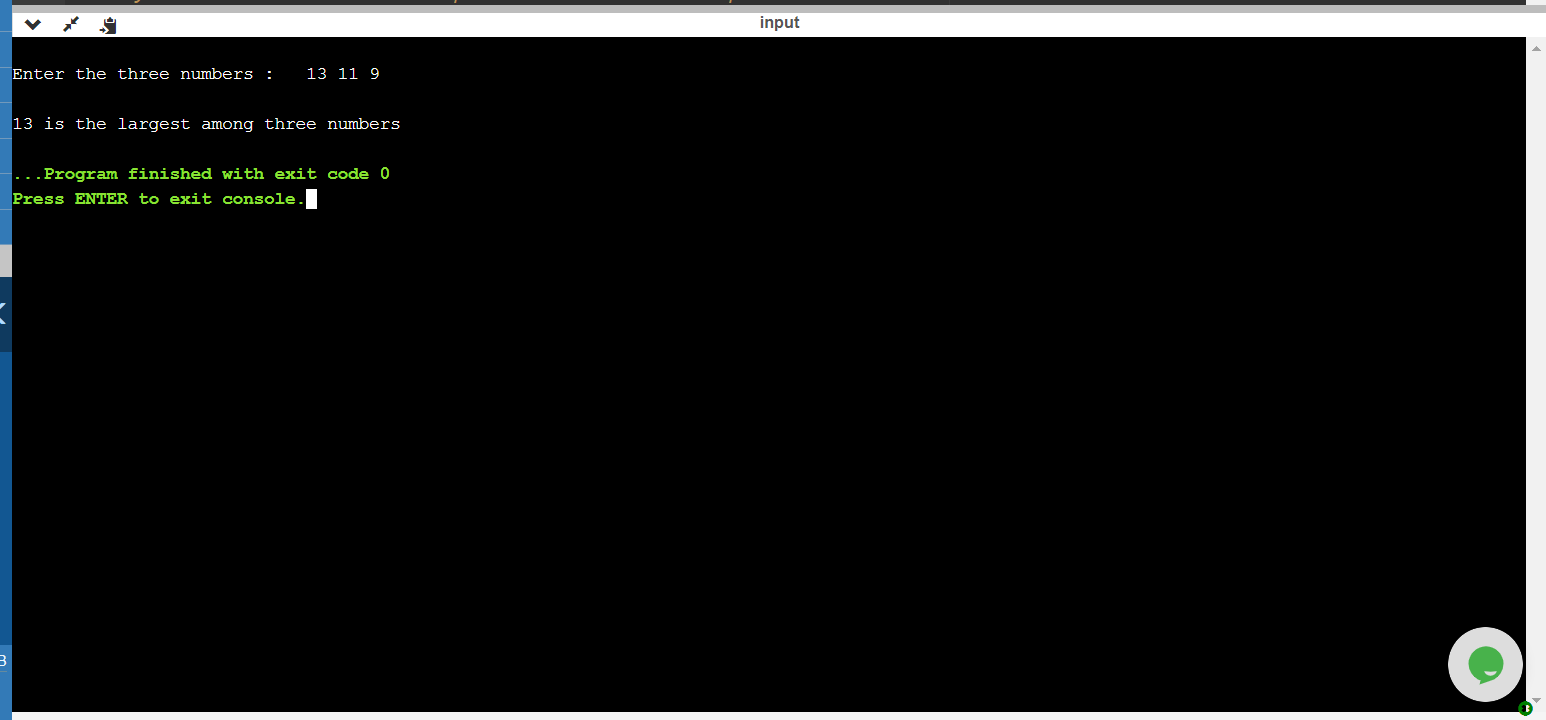 input
Enter the three numbers :   13 11 9
13 is the largest among three numbers
...Program finished with exit code 0
Press ENTER to exit console.